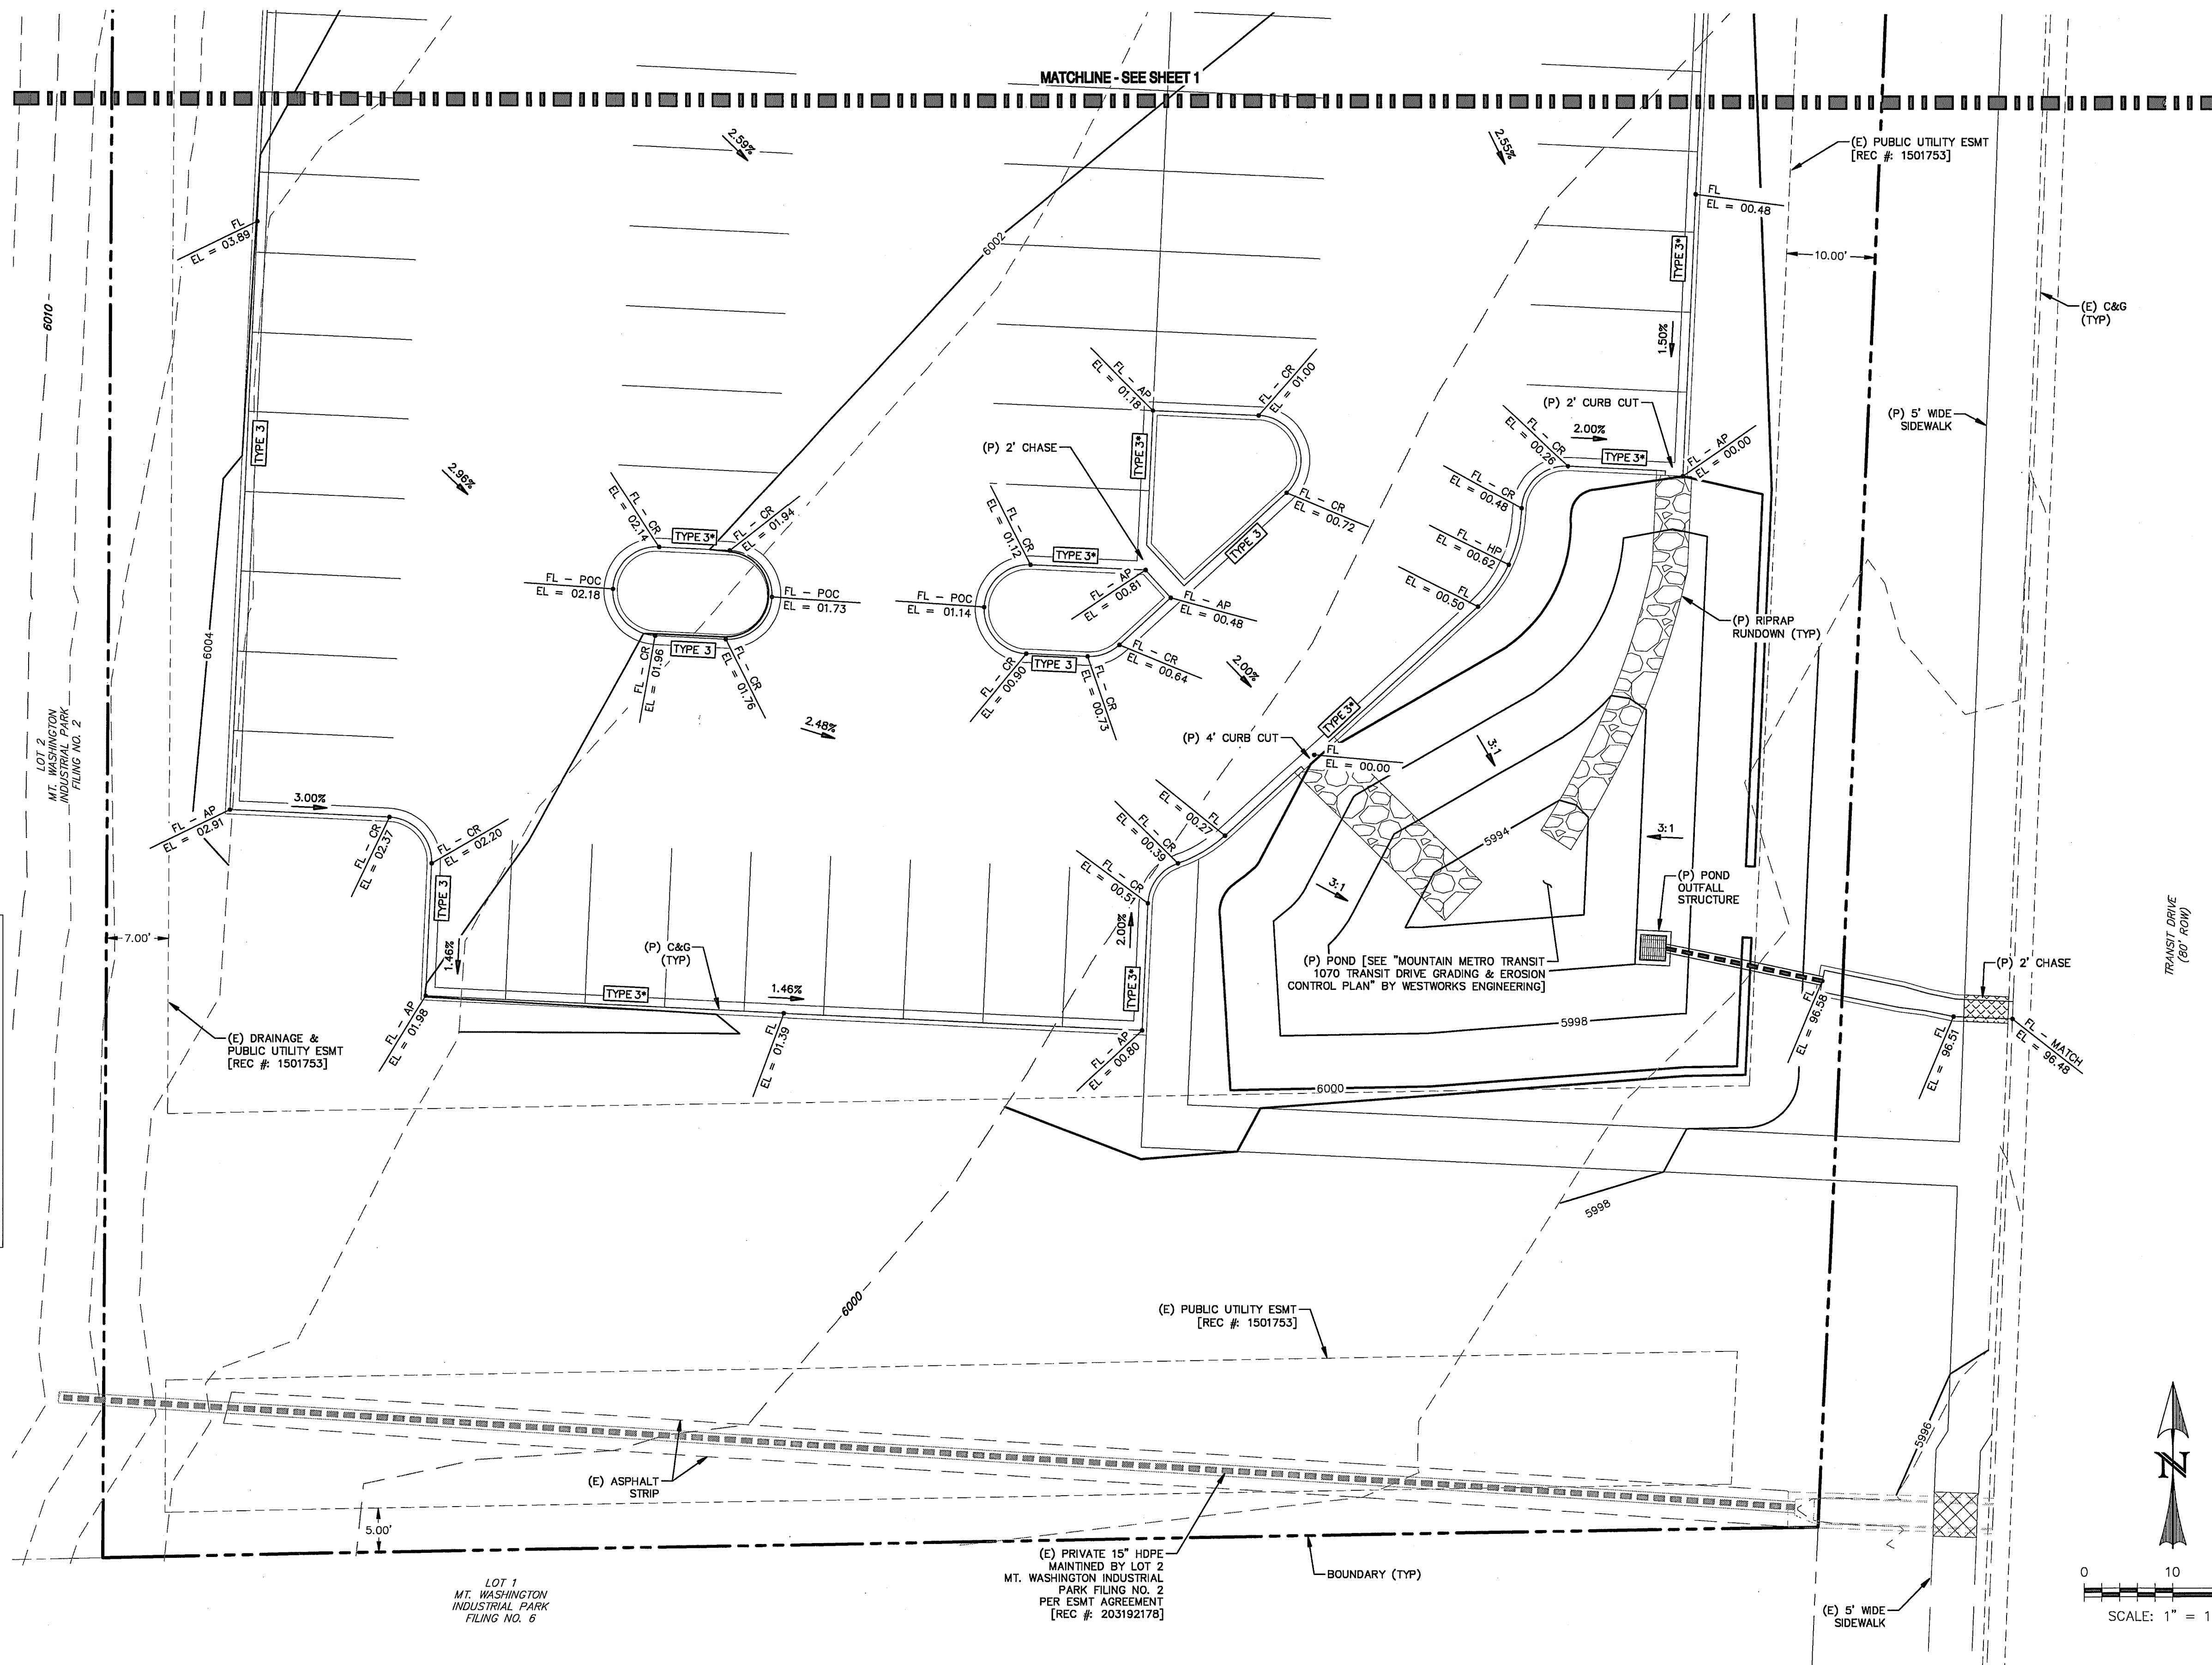 MATCHLINE - SEE SHEET 1
2.59%
2.55%
(E) PUBLIC UTILITY ESMT
[REC #: 1501753]
FL
EL = 03.89
FL
EL = 00.48
6002
10.00'
TYPE 3*
(E) C&G
(TYP)
6010
1.50%
FL - AP
EL = 01.18
FL - CR
EL = 01.00
(P) 2' CURB CUT
(P) 5' WIDE
SIDEWALK
TYPE 3
(P) 2' CHASE
TYPE 3*
FL - CR
EL = 00.26
2.00%
TYPE 3*
FL - AP
EL = 00.00
2.96%
FL - CR
EL = 02.14
TYPE 3*
FL - CR
EL = 01.94
FL - CR
EL = 01.12
TYPE 3*
FL - CR
EL = 00.72
TYPE 3
FL - CR
EL = 00.48
FL - HP
EL = 00.62
EL = 00.50
FL - POC
EL = 02.18
FL - POC
EL = 01.73
FL - POC
EL = 01.14
FL - AP
EL = 00.81
FL - AP
EL = 00.48
(P) RIPRAP
RUNDOWN (TYP)
6004
TYPE 3
FL - CR
EL = 01.96
FL - CR
EL = 01.76
TYPE 3
FL - CR
EL = 00.90
FL - CR
EL = 00.73
FL - CR
EL = 00.64
2.00%
LOT 2
MT. WASHINGTON
INDUSTRIAL PARK
FILING NO. 2
2.48%
TYPE 3*
(P) 4' CURB CUT
FL
EL = 00.00
3:1
3.00%
FL - AP
EL = 02.91
FL - CR
EL = 02.37
FL - CR
EL = 02.20
FL
EL = 00.27
FL - CR
EL = 00.39
FL - CR
EL = 00.51
5994
3:1
3:1
TYPE 3
(P) POND
OUTFALL
STRUCTURE
7.00'
1.46%
(P) C&G
(TYP)
2.00%
TYPE 3*
TRANSIT DRIVE
(80' ROW)
(P) POND [SEE "MOUNTAIN METRO TRANSIT
1070 TRANSIT DRIVE GRADING & EROSION
CONTROL PLAN" BY WESTWORKS ENGINEERING]
(P) 2' CHASE
TYPE 3*
1.46%
FL - AP
EL = 01.98
FL
EL = 01.39
FL - AP
EL = 00.80
5998
FL
EL = 96.58
FL
EL = 96.51
FL - MATCH
EL = 96.48
(E) DRAINAGE &
PUBLIC UTILITY ESMT
[REC #: 1501753]
6000
5998
6000
(E) PUBLIC UTILITY ESMT
[REC #: 1501753]
5996
(E) ASPHALT
STRIP
N
5.00'
(E) PRIVATE 15" HDPE
MAINTINED BY LOT 2
MT. WASHINGTON INDUSTRIAL
PARK FILING NO. 2
PER ESMT AGREEMENT
[REC #: 203192178]
BOUNDARY (TYP)
LOT 1
MT. WASHINGTON
INDUSTRIAL PARK
FILING NO. 6
(E) 5' WIDE
SIDEWALK
0 10
SCALE: 1" = 1